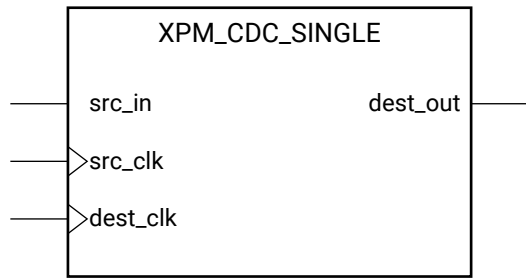 XPM_CDC_SINGLE
src_in
dest_out
src_clk
dest_clk